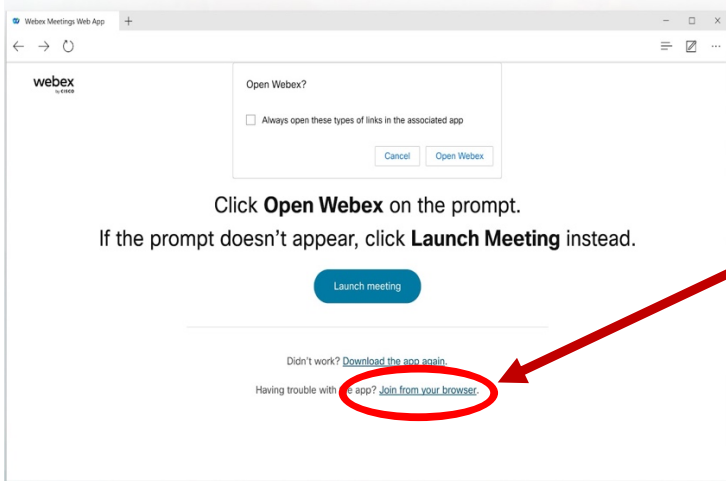 Webex Meetings Web App
webex
by CISCO
Open Webex?
Always open these types of links in the associated app
Cancel Open Webex
Click Open Webex on the prompt.
If the prompt doesn't appear, click Launch Meeting instead.
Launch meeting
Didn't work? Download the app again.
Having trouble with the app? Join from your browser.